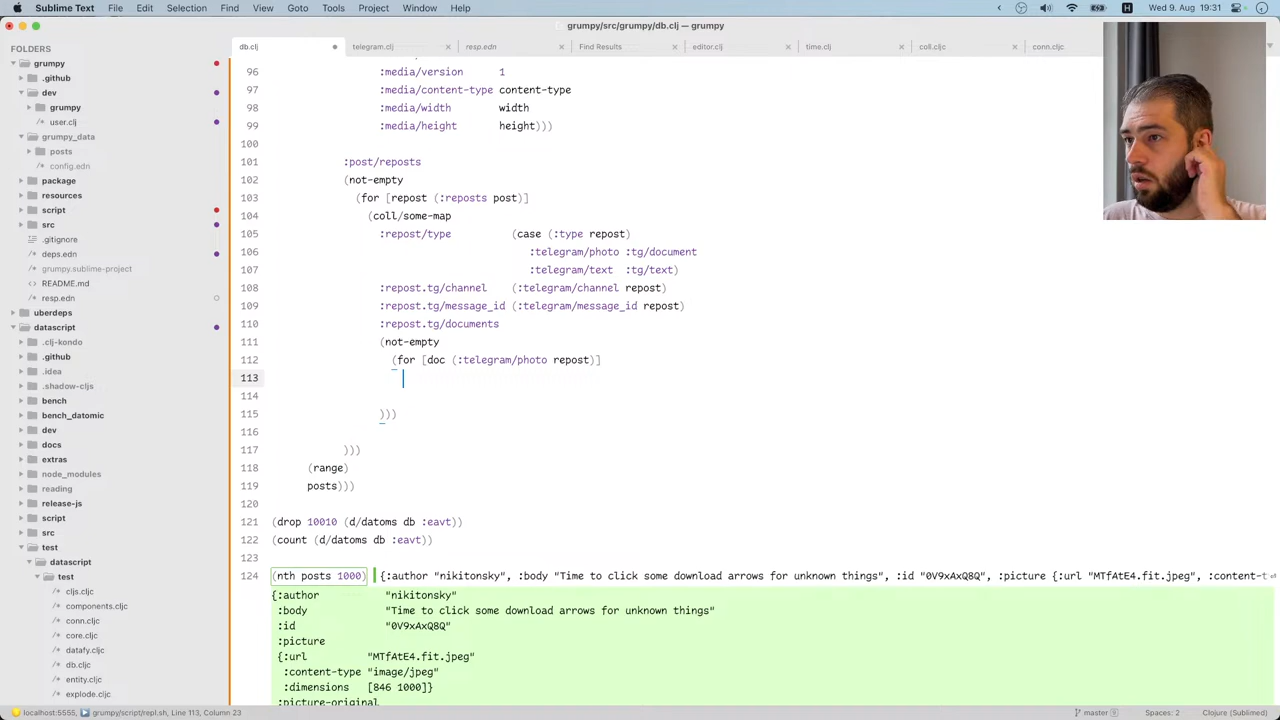 Sublime Text File Edit Selection Find View Goto Tools Project Window Help
W Wed 9. Aug 19:31
grumpy/src/grumpy/db.clj — grumpy
FOLDERS
grumpy
.github
dev
grumpy
user.clj
grumpy_data
posts
config.edn
package
resources
script
src
.gitignore
deps.edn
grumpy.sublime-project
README.md
resp.edn
uberdeps
datascript
.clj-kondo
.github
.idea
.shadow-cljs
bench
bench_datomic
dev
docs
extras
node_modules
reading
release-js
script
src
test
datascript
test
cljs.cljc
components.cljc
conn.cljc
core.cljc
datafy.cljc
db.cljc
entity.cljc
explode.cljc
db.clj telegram.clj resp.edn Find Results editor.clj time.clj coll.cljc conn.cljc
96 :media/version 1
97 :media/content-type content-type
98 :media/width width
99 :media/height height)))
100
101 :post/reposts
102 (not-empty
103 (for [repost (:reposts post)]
104 (coll/some-map
105 :repost/type (case (:type repost)
106 :telegram/photo :tg/document
107 :telegram/text :tg/text)
108 :repost.tg/channel (:telegram/channel repost)
109 :repost.tg/message_id (:telegram/message_id repost)
110 :repost.tg/documents
111 (not-empty
112 (for [doc (:telegram/photo repost)]
113
114
115 )))
116
117 )))
118 (range)
119 posts)))
120
121 (drop 10010 (d/datoms db :eavt))
122 (count (d/datoms db :eavt))
123
124 (nth posts 1000) {:author "nikitonsky", :body "Time to click some download arrows for unknown things", :id "0V9xAxQ8Q", :picture {:url "MTfAtE4.fit.jpeg", :content-t
{:author "nikitonsky"
:body "Time to click some download arrows for unknown things"
:id "0V9xAxQ8Q"
:picture
{:url "MTfAtE4.fit.jpeg"
:content-type "image/jpeg"
:dimensions [846 1000]}
:picture-original
localhost:5555, grumpy/script/repl.sh, Line 113, Column 23 master Spaces: 2 Clojure (Sublimed)